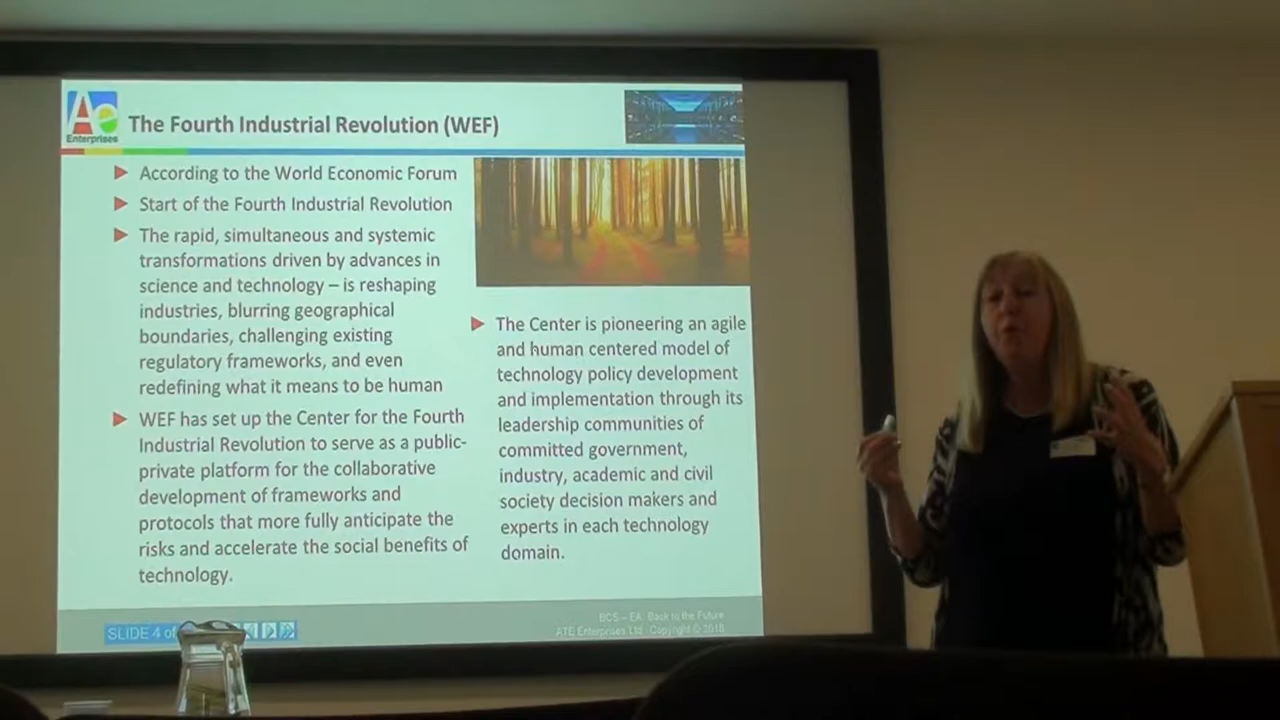 Ae
Enterprises
The Fourth Industrial Revolution (WEF)
According to the World Economic Forum
Start of the Fourth Industrial Revolution
The rapid, simultaneous and systemic
transformations driven by advances in
science and technology – is reshaping
industries, blurring geographical
boundaries, challenging existing
regulatory frameworks, and even
redefining what it means to be human
WEF has set up the Center for the Fourth
Industrial Revolution to serve as a public-
private platform for the collaborative
development of frameworks and
protocols that more fully anticipate the
risks and accelerate the social benefits of
technology.
The Center is pioneering an agile
and human centered model of
technology policy development
and implementation through its
leadership communities of
committed government,
industry, academic and civil
society decision makers and
experts in each technology
domain.
SLIDE 4 of
BCS – EA: Back to the Future
ATE Enterprises Ltd Copyright © 2018